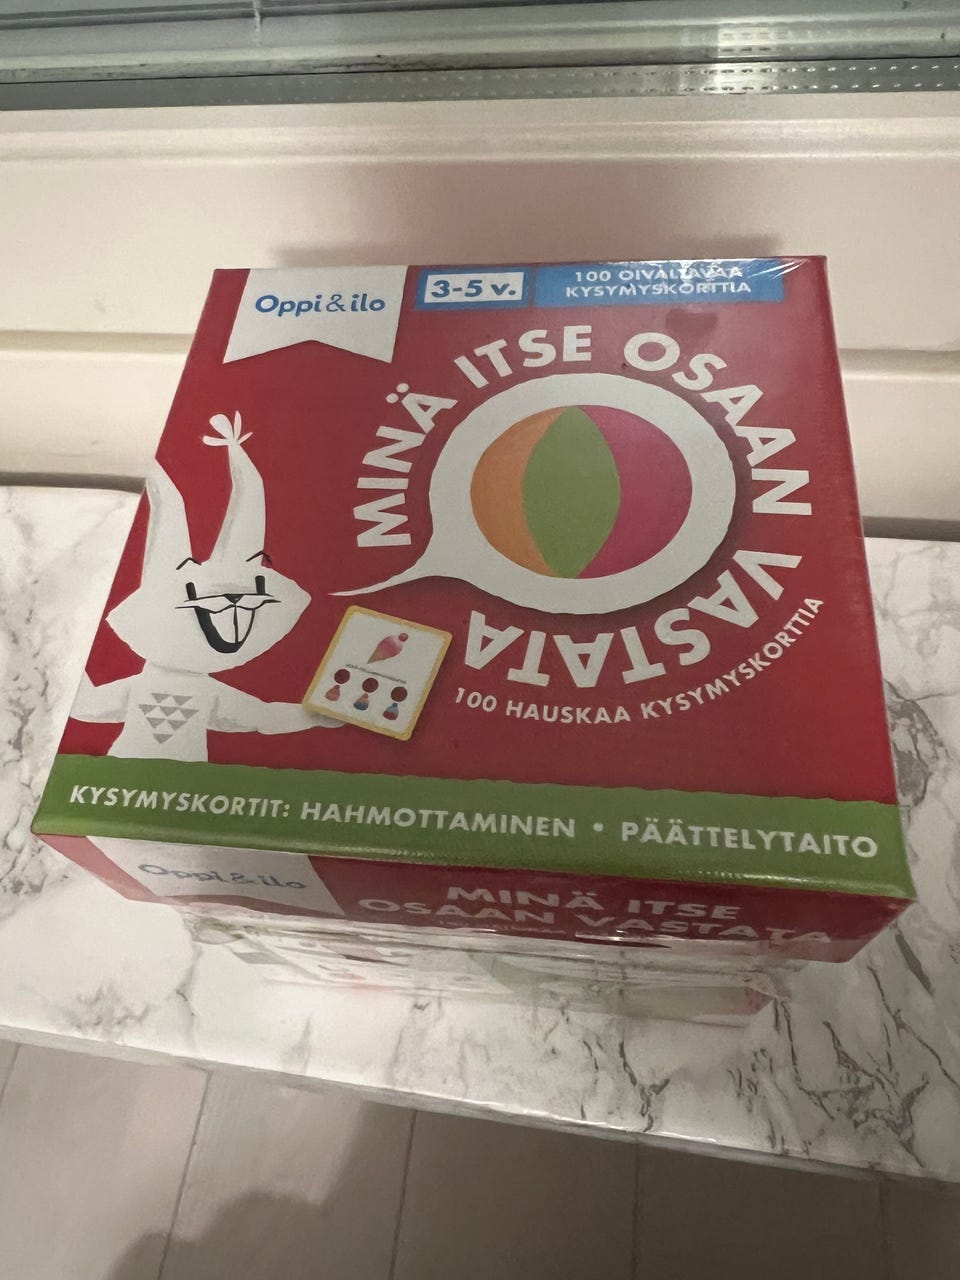 Oppi&ilo
3-5 v.
100 OIVALTAVAA
KYSYMYSKORTTIA
MINÄ ITSE OSAAN VASTATA
100 HAUSKAA KYSYMYSKORTTIA
KYSYMYSKORTIT: HAHMOTTAMINEN • PÄÄTTELYTAITO
Oppi&ilo
MINÄ ITSE
OSAAN VASTATA